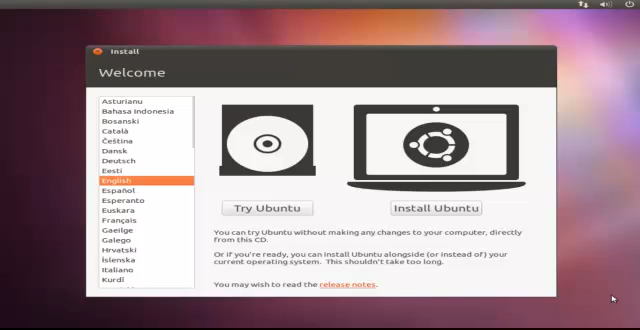 Install
Welcome
Asturianu
Bahasa Indonesia
Bosanski
Català
Čeština
Dansk
Deutsch
Eesti
English
Español
Esperanto
Euskara
Français
Gaeilge
Galego
Hrvatski
Íslenska
Italiano
Kurdî
Try Ubuntu
Install Ubuntu
You can try Ubuntu without making any changes to your computer, directly
from this CD.
Or if you're ready, you can install Ubuntu alongside (or instead of) your
current operating system. This shouldn't take too long.
You may wish to read the release notes.